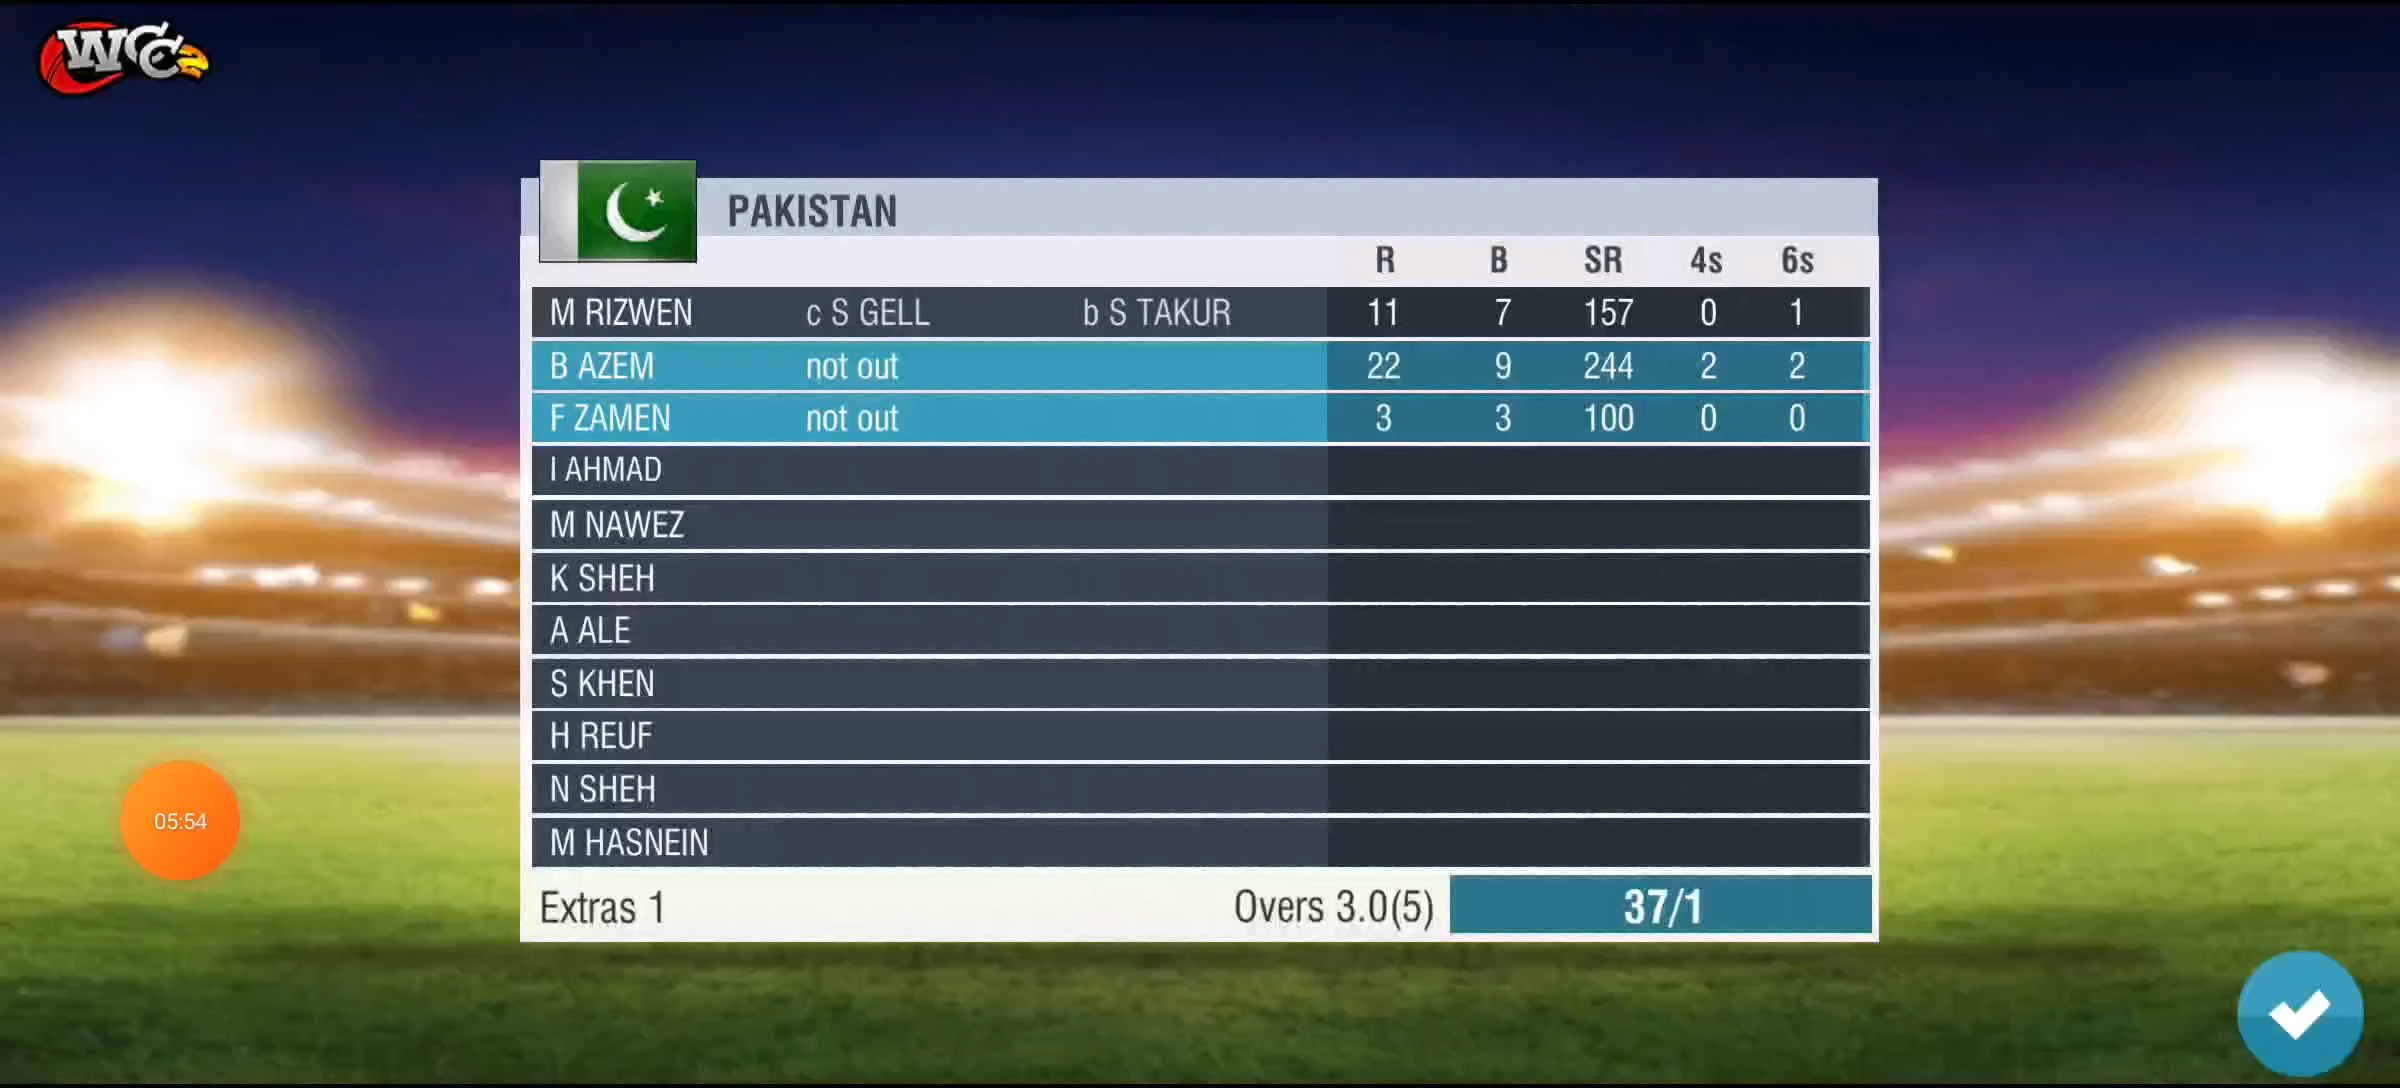 WCC
PAKISTAN
R B SR 4s 6s
M RIZWEN c S GELL b S TAKUR 11 7 157 0 1
B AZEM not out 22 9 244 2 2
F ZAMEN not out 3 3 100 0 0
I AHMAD
M NAWEZ
K SHEH
A ALE
S KHEN
H REUF
N SHEH
M HASNEIN
Extras 1 Overs 3.0(5) 37/1
05:54